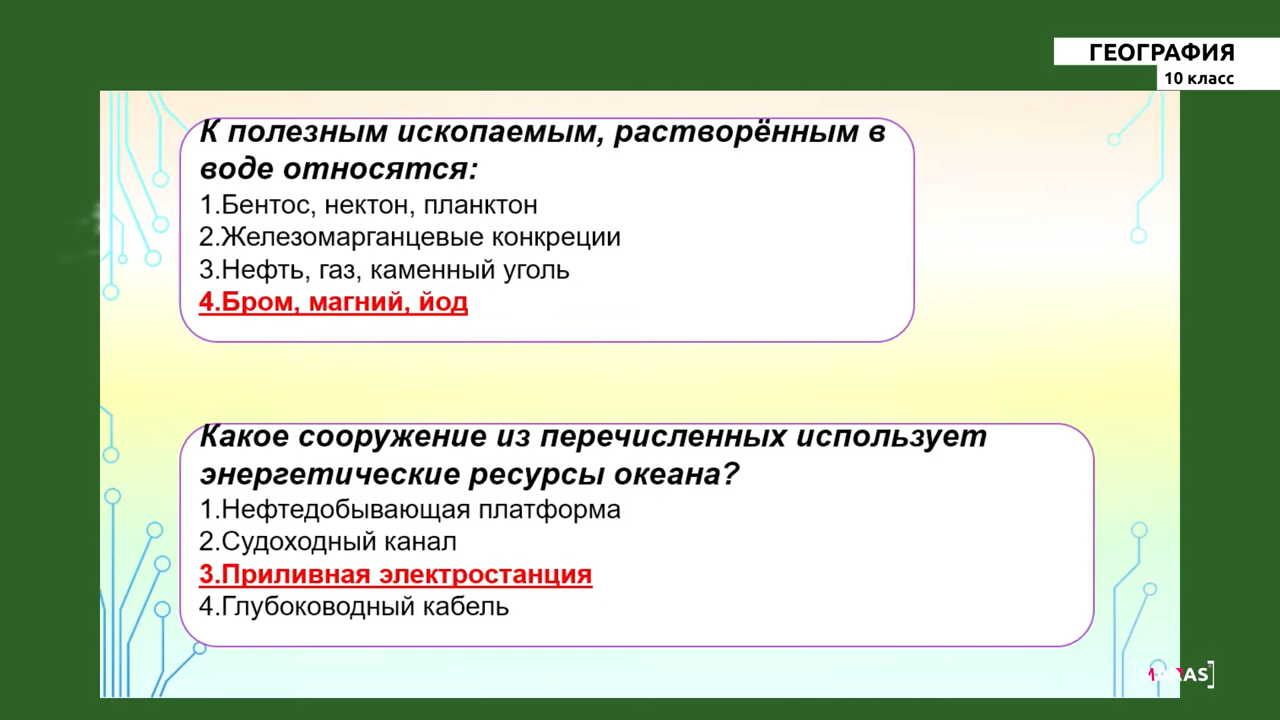 ГЕОГРАФИЯ
10 класс
К полезным ископаемым, растворённым в
воде относятся:
1.Бентос, нектон, планктон
2.Железомарганцевые конкреции
3.Нефть, газ, каменный уголь
4.Бром, магний, йод
Какое сооружение из перечисленных использует
энергетические ресурсы океана?
1.Нефтедобывающая платформа
2.Судоходный канал
3.Приливная электростанция
4.Глубоководный кабель